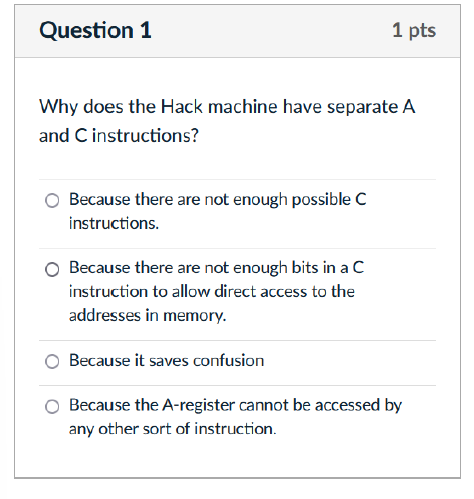 Question 1
1 pts
Why does the Hack machine have separate A
and C instructions?
Because there are not enough possible C
instructions.
Because there are not enough bits in a C
instruction to allow direct access to the
addresses in memory.
Because it saves confusion
Because the A-register cannot be accessed by
any other sort of instruction.